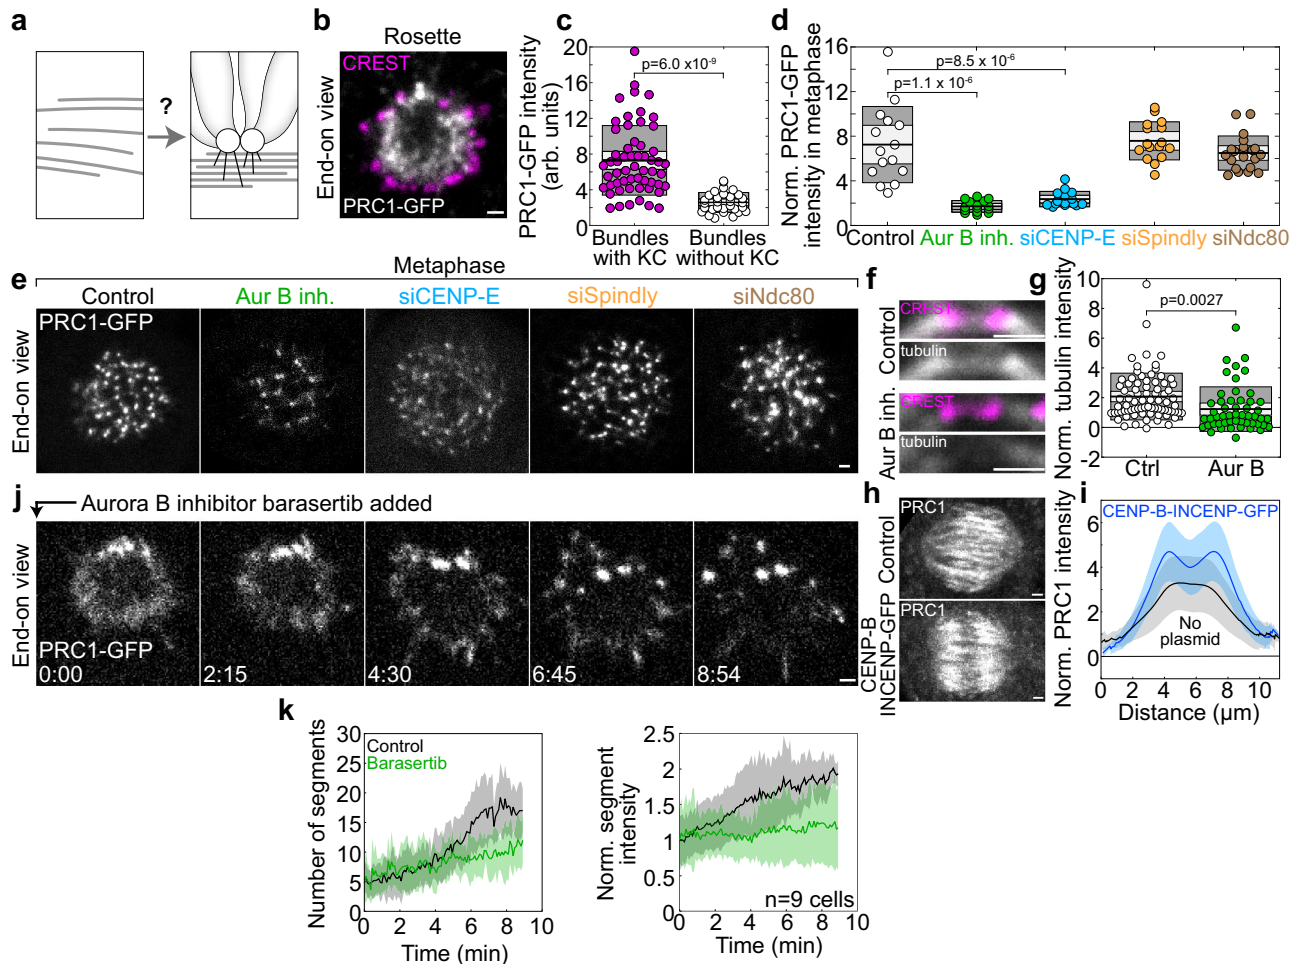 a
?
b
Rosette
CREST
End-on view
PRC1-GFP
c
PRC1-GFP intensity
(arb. units)
20
16
12
8
4
0
p=6.0 x10-9
Bundles
with KC
Bundles
without KC
d
Norm. PRC1-GFP
intensity in metaphase
16
12
8
4
0
p=8.5 x 10-6
p=1.1 x 10-6
Control
Aur B inh.
siCENP-E
siSpindly
siNdc80
e
Metaphase
Control
Aur B inh.
siCENP-E
siSpindly
siNdc80
End-on view
PRC1-GFP
f
CREST
tubulin
Control
CREST
tubulin
Aur B inh.
g
Norm. tubulin intensity
10
8
6
4
2
0
-2
p=0.0027
Ctrl
Aur B
j
Aurora B inhibitor barasertib added
End-on view
PRC1-GFP
0:00
2:15
4:30
6:45
8:54
h
PRC1
Control
PRC1
CENP-B
INCENP-GFP
i
Norm. PRC1 intensity
CENP-B-INCENP-GFP
6
4
2
0
No
plasmid
0
2
4
6
8
10
Distance (µm)
k
Number of segments
30
25
20
15
10
5
0
Control
Barasertib
0
2
4
6
8
10
Time (min)
Norm. segment
intensity
2.5
2
1.5
1
0.5
0
n=9 cells
0
2
4
6
8
10
Time (min)